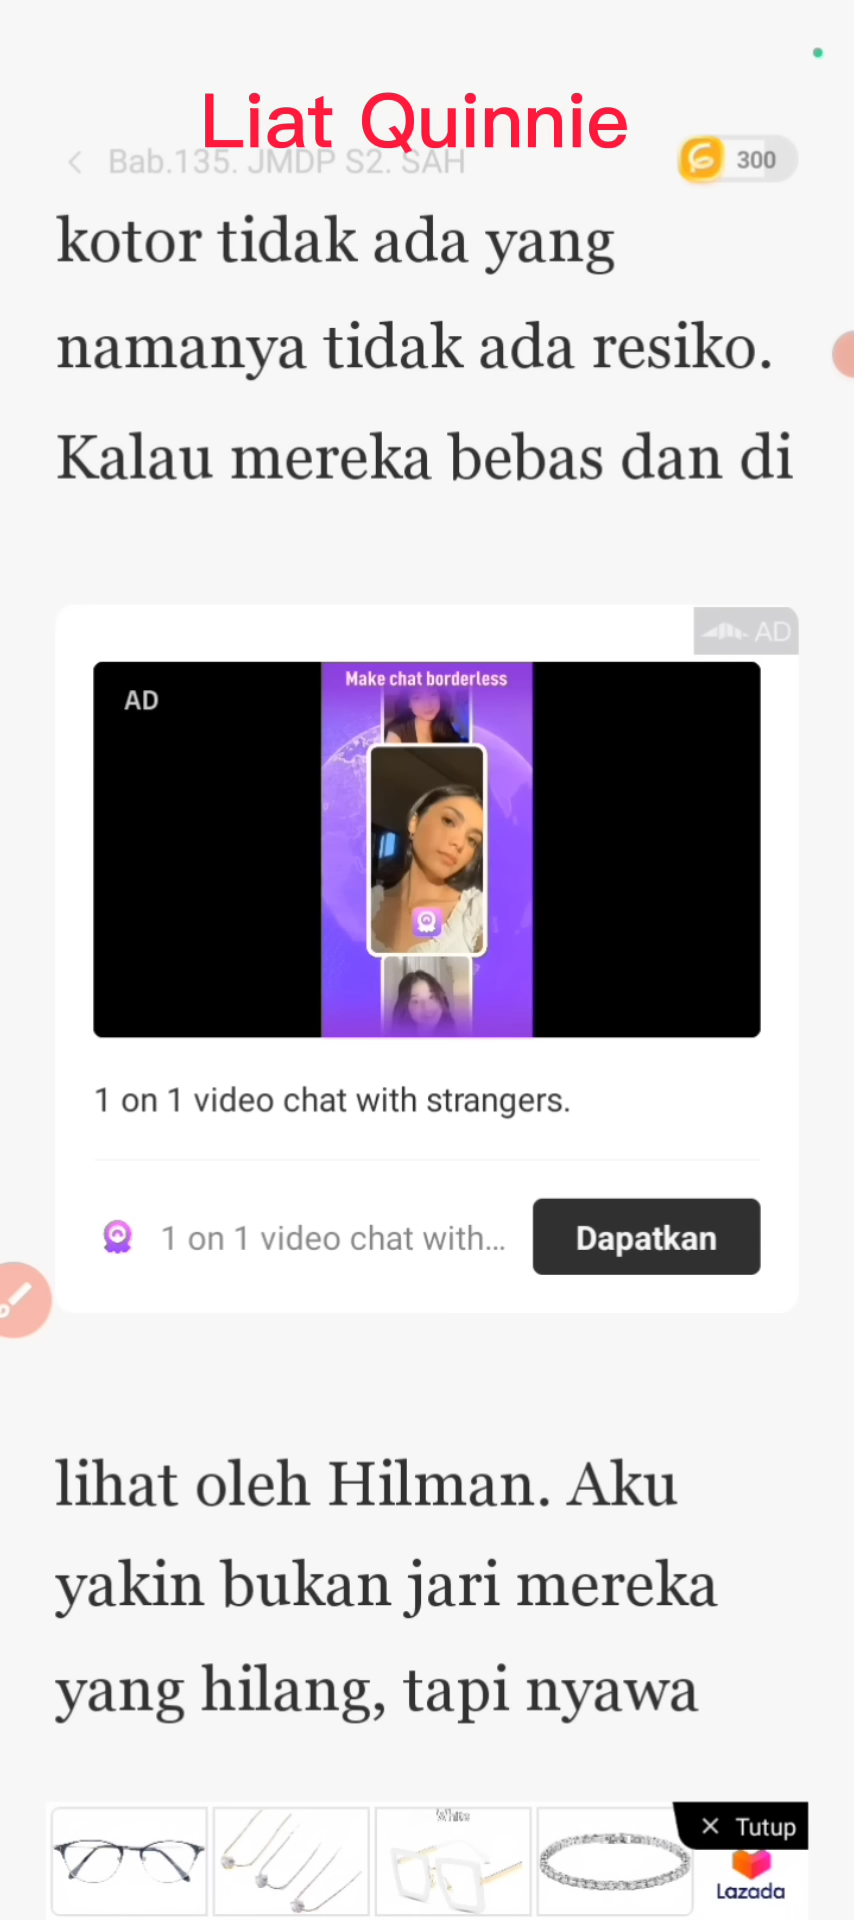 Liat Quinnie
Bab.135. JMDP S2. SAH
300
kotor tidak ada yang
namanya tidak ada resiko.
Kalau mereka bebas dan di
AD
AD
Make chat borderless
1 on 1 video chat with strangers.
1 on 1 video chat with...
Dapatkan
lihat oleh Hilman. Aku
yakin bukan jari mereka
yang hilang, tapi nyawa
White
Tutup
Lazada